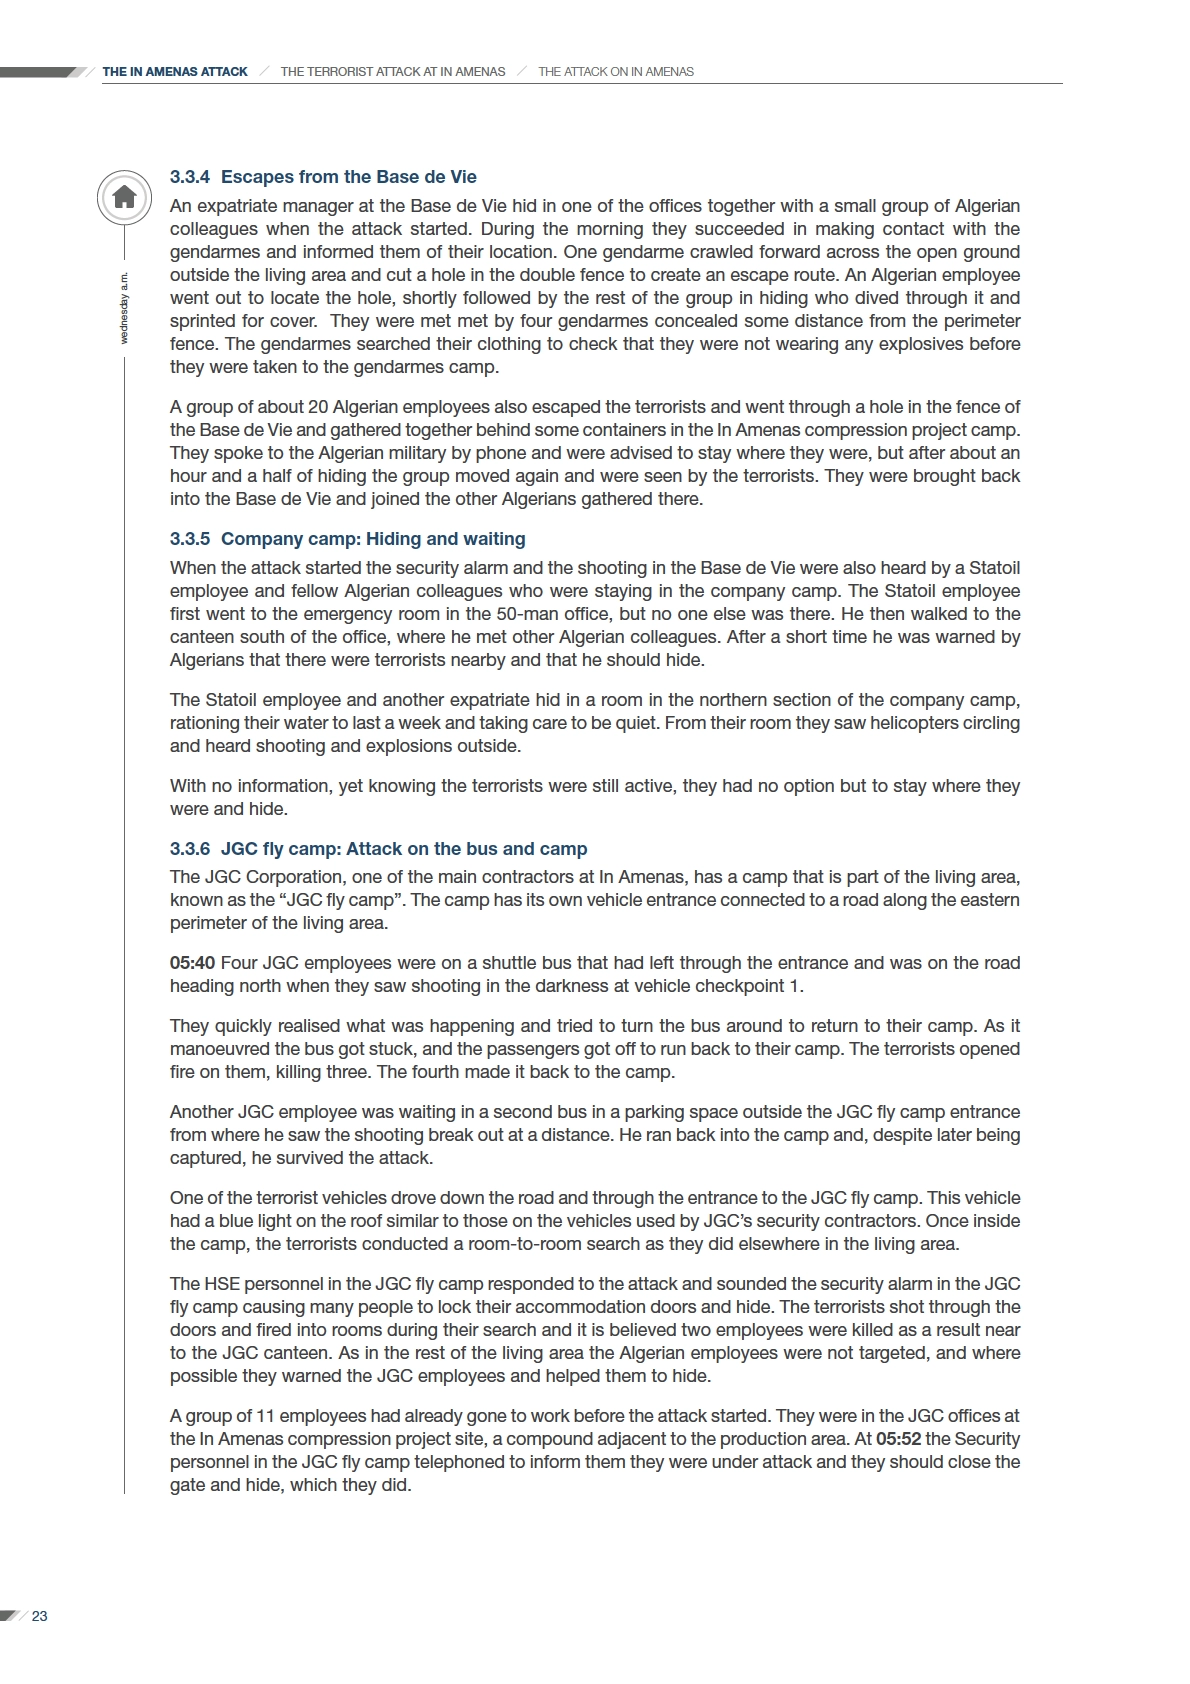 THE IN AMENAS ATTACK / THE TERRORIST ATTACK AT IN AMENAS / THE ATTACK ON IN AMENAS
wednesday a.m.
3.3.4 Escapes from the Base de Vie
An expatriate manager at the Base de Vie hid in one of the offices together with a small group of Algerian
colleagues when the attack started. During the morning they succeeded in making contact with the
gendarmes and informed them of their location. One gendarme crawled forward across the open ground
outside the living area and cut a hole in the double fence to create an escape route. An Algerian employee
went out to locate the hole, shortly followed by the rest of the group in hiding who dived through it and
sprinted for cover. They were met met by four gendarmes concealed some distance from the perimeter
fence. The gendarmes searched their clothing to check that they were not wearing any explosives before
they were taken to the gendarmes camp.
A group of about 20 Algerian employees also escaped the terrorists and went through a hole in the fence of
the Base de Vie and gathered together behind some containers in the In Amenas compression project camp.
They spoke to the Algerian military by phone and were advised to stay where they were, but after about an
hour and a half of hiding the group moved again and were seen by the terrorists. They were brought back
into the Base de Vie and joined the other Algerians gathered there.
3.3.5 Company camp: Hiding and waiting
When the attack started the security alarm and the shooting in the Base de Vie were also heard by a Statoil
employee and fellow Algerian colleagues who were staying in the company camp. The Statoil employee
first went to the emergency room in the 50-man office, but no one else was there. He then walked to the
canteen south of the office, where he met other Algerian colleagues. After a short time he was warned by
Algerians that there were terrorists nearby and that he should hide.
The Statoil employee and another expatriate hid in a room in the northern section of the company camp,
rationing their water to last a week and taking care to be quiet. From their room they saw helicopters circling
and heard shooting and explosions outside.
With no information, yet knowing the terrorists were still active, they had no option but to stay where they
were and hide.
3.3.6 JGC fly camp: Attack on the bus and camp
The JGC Corporation, one of the main contractors at In Amenas, has a camp that is part of the living area,
known as the “JGC fly camp”. The camp has its own vehicle entrance connected to a road along the eastern
perimeter of the living area.
05:40 Four JGC employees were on a shuttle bus that had left through the entrance and was on the road
heading north when they saw shooting in the darkness at vehicle checkpoint 1.
They quickly realised what was happening and tried to turn the bus around to return to their camp. As it
manoeuvred the bus got stuck, and the passengers got off to run back to their camp. The terrorists opened
fire on them, killing three. The fourth made it back to the camp.
Another JGC employee was waiting in a second bus in a parking space outside the JGC fly camp entrance
from where he saw the shooting break out at a distance. He ran back into the camp and, despite later being
captured, he survived the attack.
One of the terrorist vehicles drove down the road and through the entrance to the JGC fly camp. This vehicle
had a blue light on the roof similar to those on the vehicles used by JGC’s security contractors. Once inside
the camp, the terrorists conducted a room-to-room search as they did elsewhere in the living area.
The HSE personnel in the JGC fly camp responded to the attack and sounded the security alarm in the JGC
fly camp causing many people to lock their accommodation doors and hide. The terrorists shot through the
doors and fired into rooms during their search and it is believed two employees were killed as a result near
to the JGC canteen. As in the rest of the living area the Algerian employees were not targeted, and where
possible they warned the JGC employees and helped them to hide.
A group of 11 employees had already gone to work before the attack started. They were in the JGC offices at
the In Amenas compression project site, a compound adjacent to the production area. At 05:52 the Security
personnel in the JGC fly camp telephoned to inform them they were under attack and they should close the
gate and hide, which they did.
23